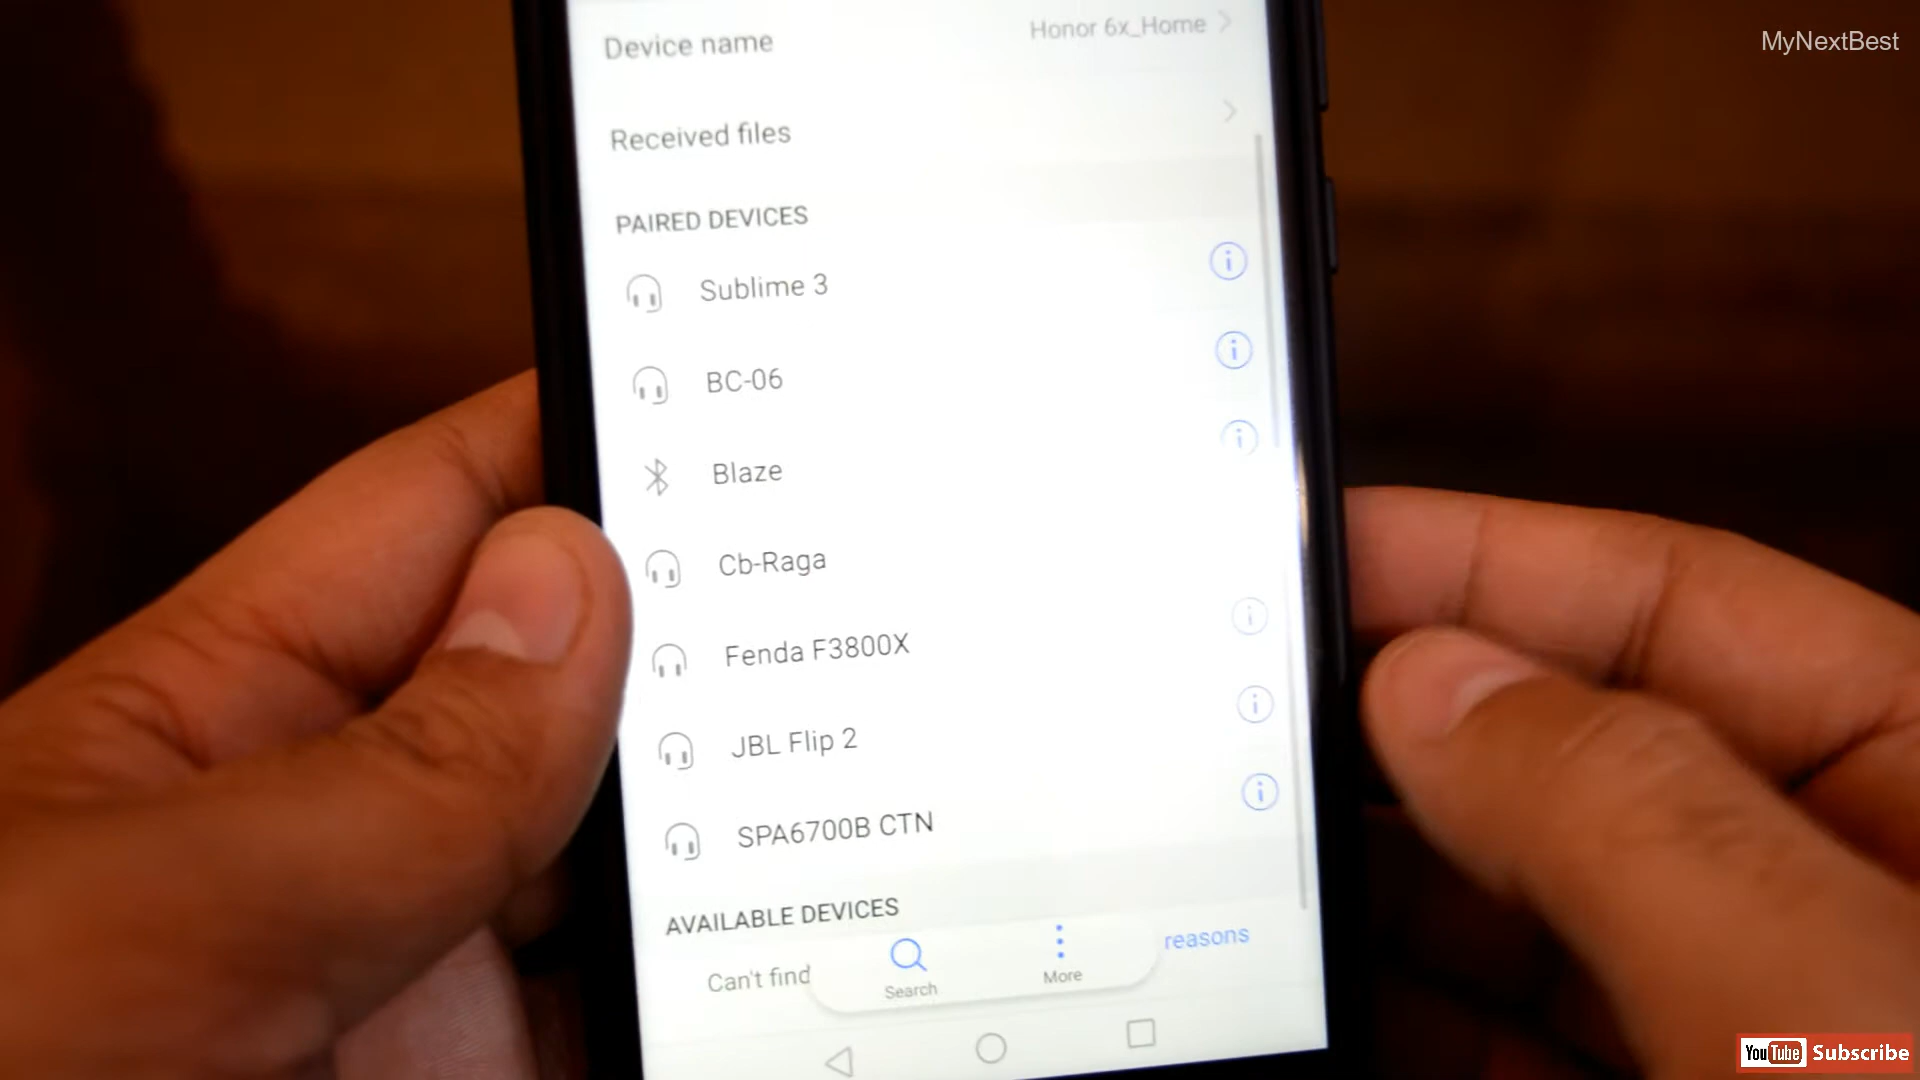 MyNextBest
Device name
Honor 6x_Home
Received files
PAIRED DEVICES
Sublime 3
BC-06
Blaze
Cb-Raga
Fenda F3800X
JBL Flip 2
SPA6700B CTN
AVAILABLE DEVICES
Can't find
reasons
Search
More
YouTube Subscribe